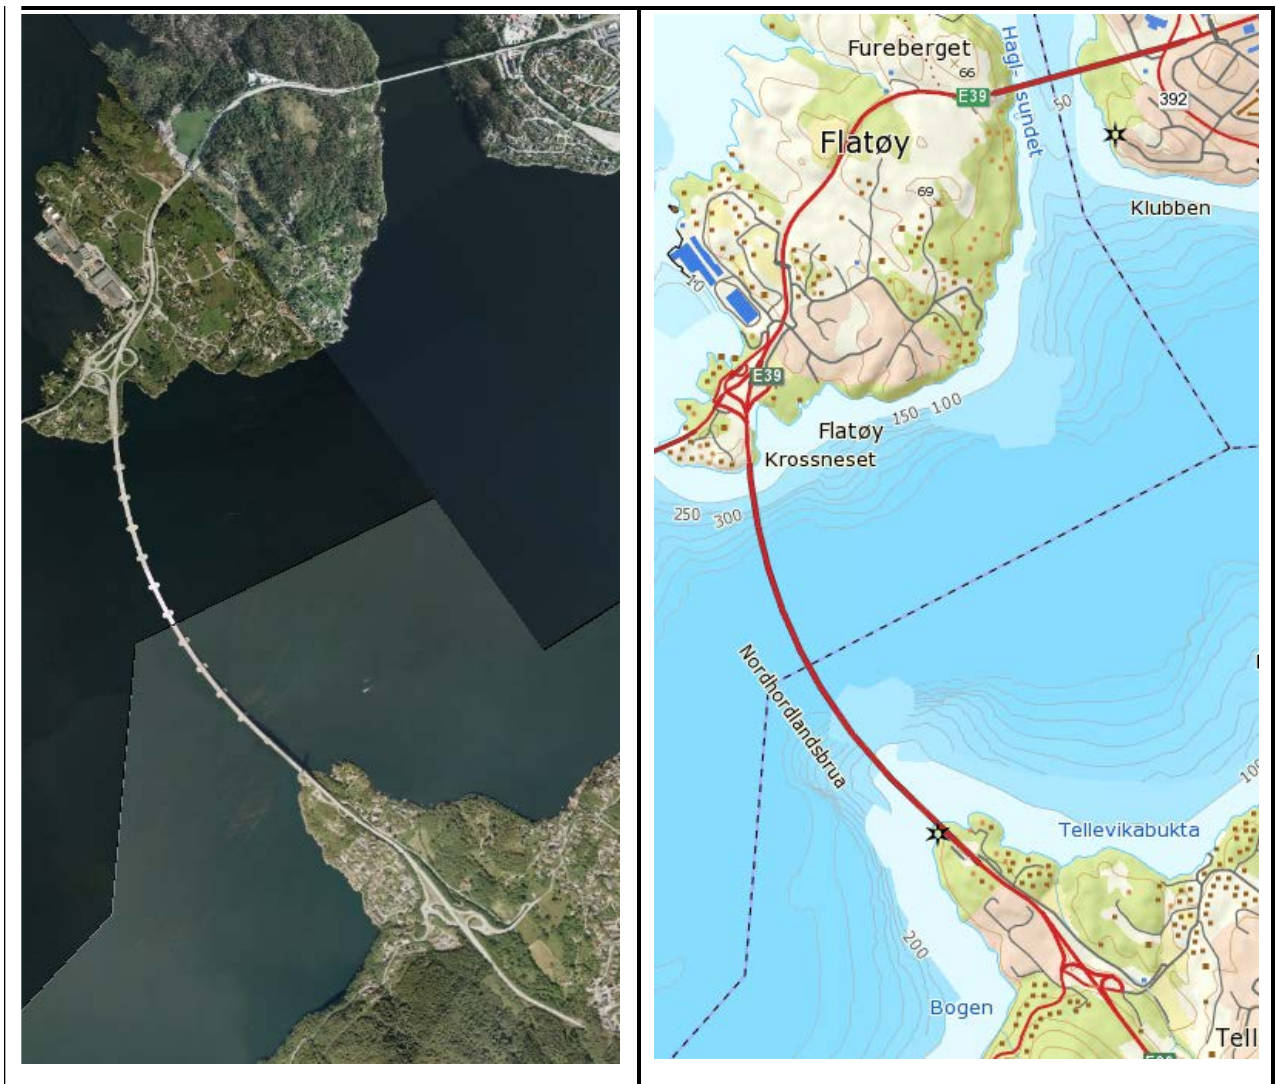 Fureberget
66
Hagl-
sundet
E39
50
392
Flatøy
69
Klubben
10
E39
150
100
Flatøy
Krossneset
250
300
Nordhordlandsbrua
Tellevikabukta
100
200
Bogen
Tell